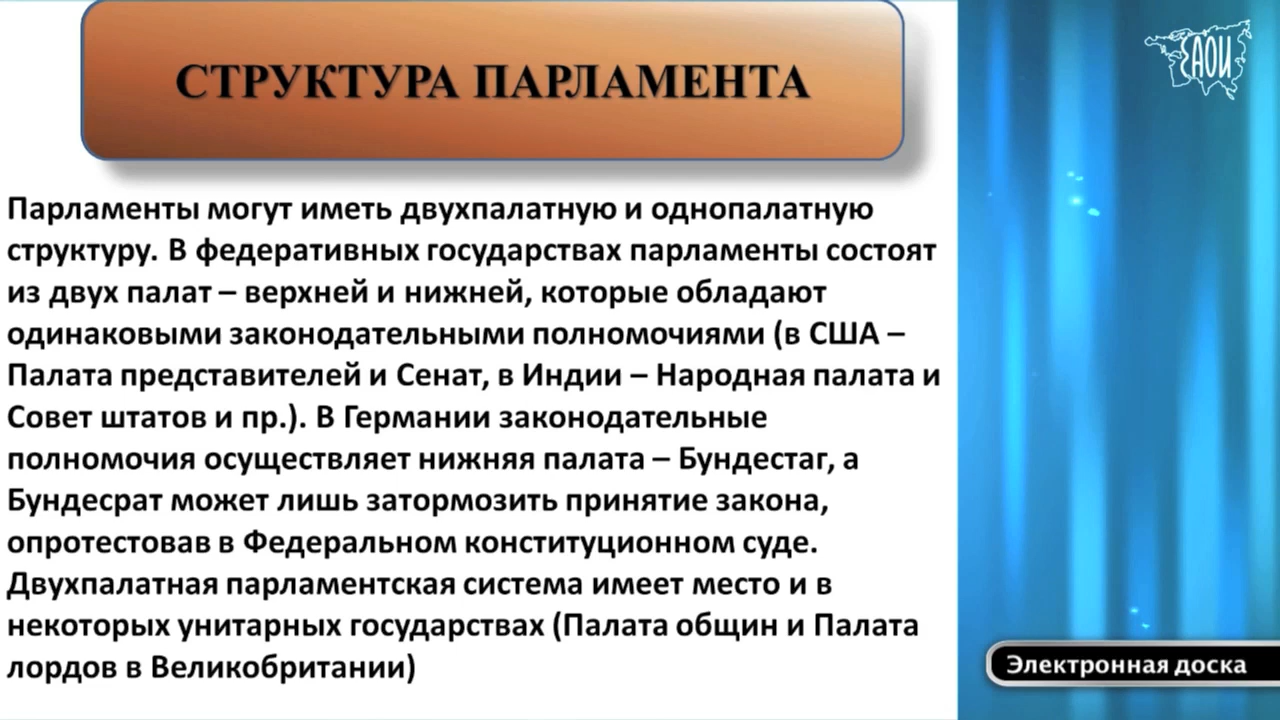 СТРУКТУРА ПАРЛАМЕНТА
ЕАОИ
Парламенты могут иметь двухпалатную и однопалатную
структуру. В федеративных государствах парламенты состоят
из двух палат – верхней и нижней, которые обладают
одинаковыми законодательными полномочиями (в США –
Палата представителей и Сенат, в Индии – Народная палата и
Совет штатов и пр.). В Германии законодательные
полномочия осуществляет нижняя палата – Бундестаг, а
Бундесрат может лишь затормозить принятие закона,
опротестовав в Федеральном конституционном суде.
Двухпалатная парламентская система имеет место и в
некоторых унитарных государствах (Палата общин и Палата
лордов в Великобритании)
Электронная доска